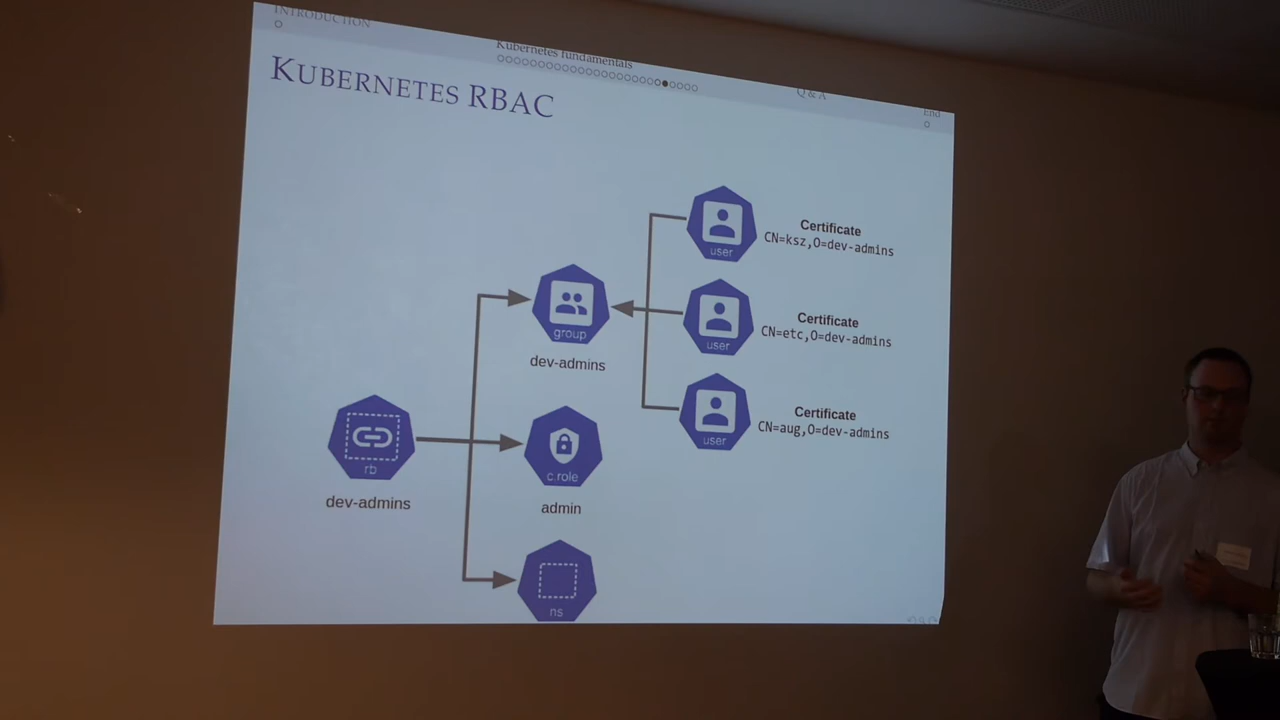 INTRODUCTION
Kubernetes fundamentals
Q & A
End
KUBERNETES RBAC
user
Certificate
CN=ksz,O=dev-admins
group
dev-admins
user
Certificate
CN=etc,O=dev-admins
user
Certificate
CN=aug,O=dev-admins
rb
dev-admins
c.role
admin
ns